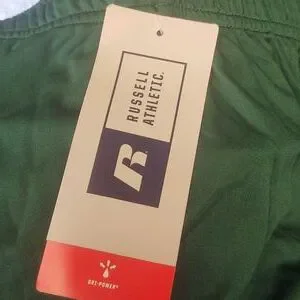 RUSSELL
ATHLETIC.
R
DRI-POWER®